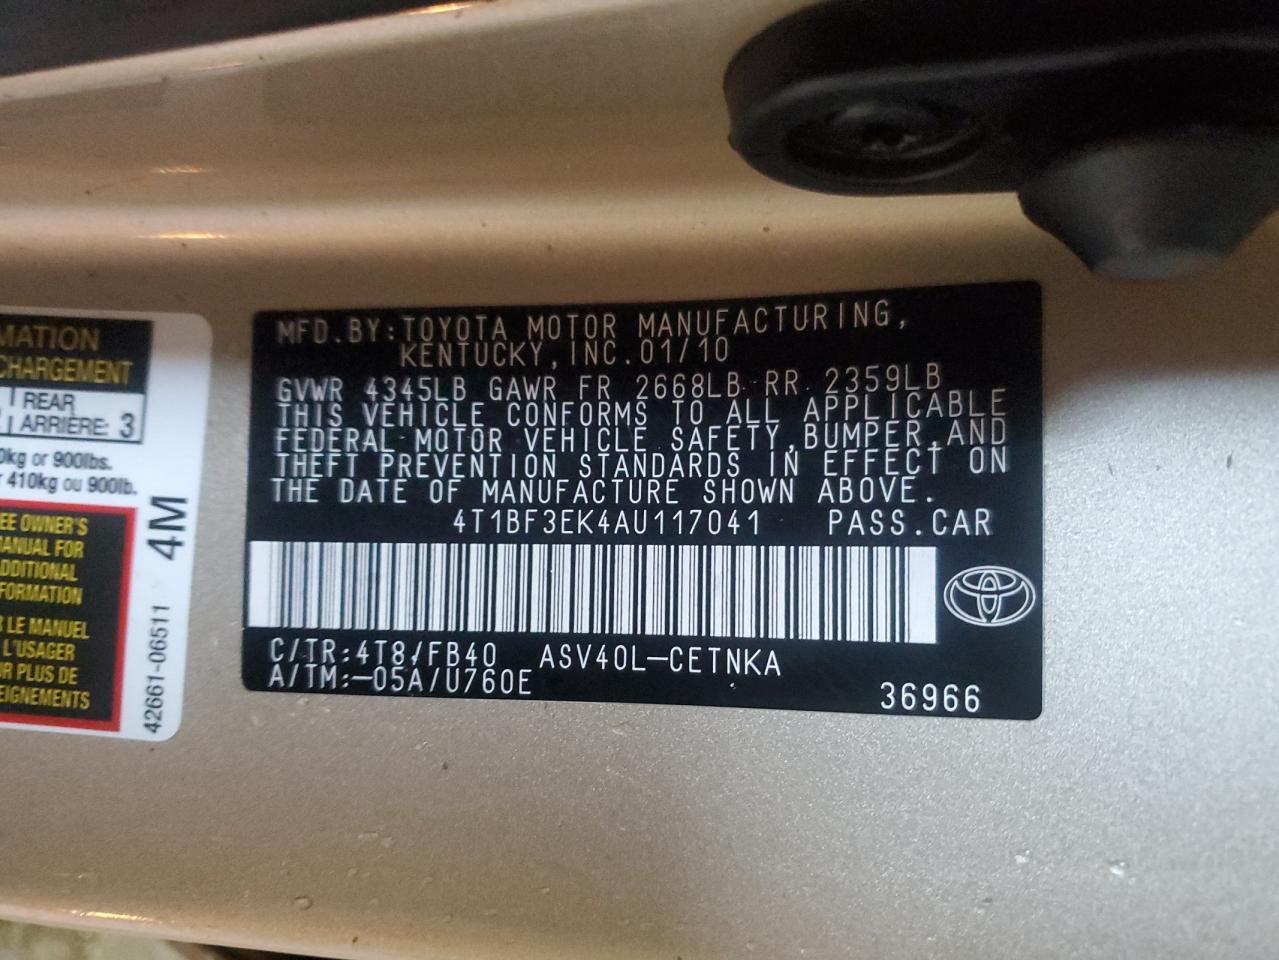 MATION
CHARGEMENT
REAR
ARRIÈRE: 3
0kg or 900lbs.
r 410kg ou 900lb.
EE OWNER'S
ANUAL FOR
DDITIONAL
FORMATION
R LE MANUEL
L'USAGER
UR PLUS DE
EIGNEMENTS
4M
42661-06511
MFD.BY:TOYOTA MOTOR MANUFACTURING,
KENTUCKY,INC.01/10
GVWR 4345LB GAWR FR 2668LB RR 2359LB
THIS VEHICLE CONFORMS TO ALL APPLICABLE
FEDERAL MOTOR VEHICLE SAFETY,BUMPER,AND
THEFT PREVENTION STANDARDS IN EFFECT ON
THE DATE OF MANUFACTURE SHOWN ABOVE.
4T1BF3EK4AU117041 PASS.CAR
C/TR:4T8/FB40 ASV40L-CETNKA
A/TM:-05A/U760E
36966